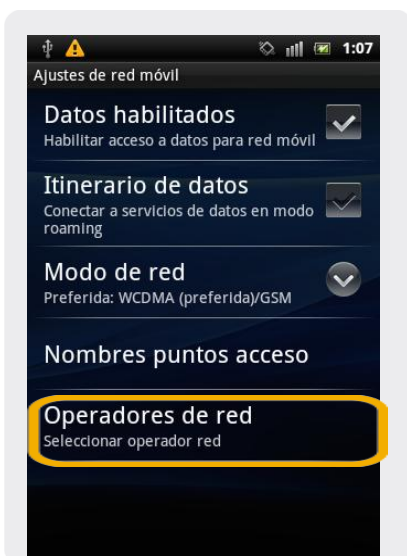 1:07
Ajustes de red móvil
Datos habilitados
Habilitar acceso a datos para red móvil
Itinerario de datos
Conectar a servicios de datos en modo
roaming
Modo de red
Preferida: WCDMA (preferida)/GSM
Nombres puntos acceso
Operadores de red
Seleccionar operador red